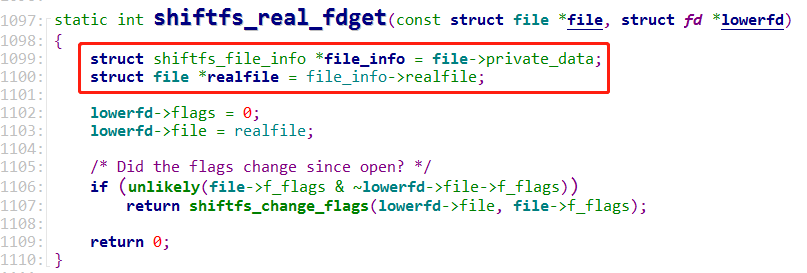 1097: static int shiftfs_real_fdget(const struct file *file, struct fd *lowerfd)
1098: {
1099: struct shiftfs_file_info *file_info = file->private_data;
1100: struct file *realfile = file_info->realfile;
1101:
1102: lowerfd->flags = 0;
1103: lowerfd->file = realfile;
1104:
1105: /* Did the flags change since open? */
1106: if (unlikely(file->f_flags & ~lowerfd->file->f_flags))
1107: return shiftfs_change_flags(lowerfd->file, file->f_flags);
1108:
1109: return 0;
1110: }